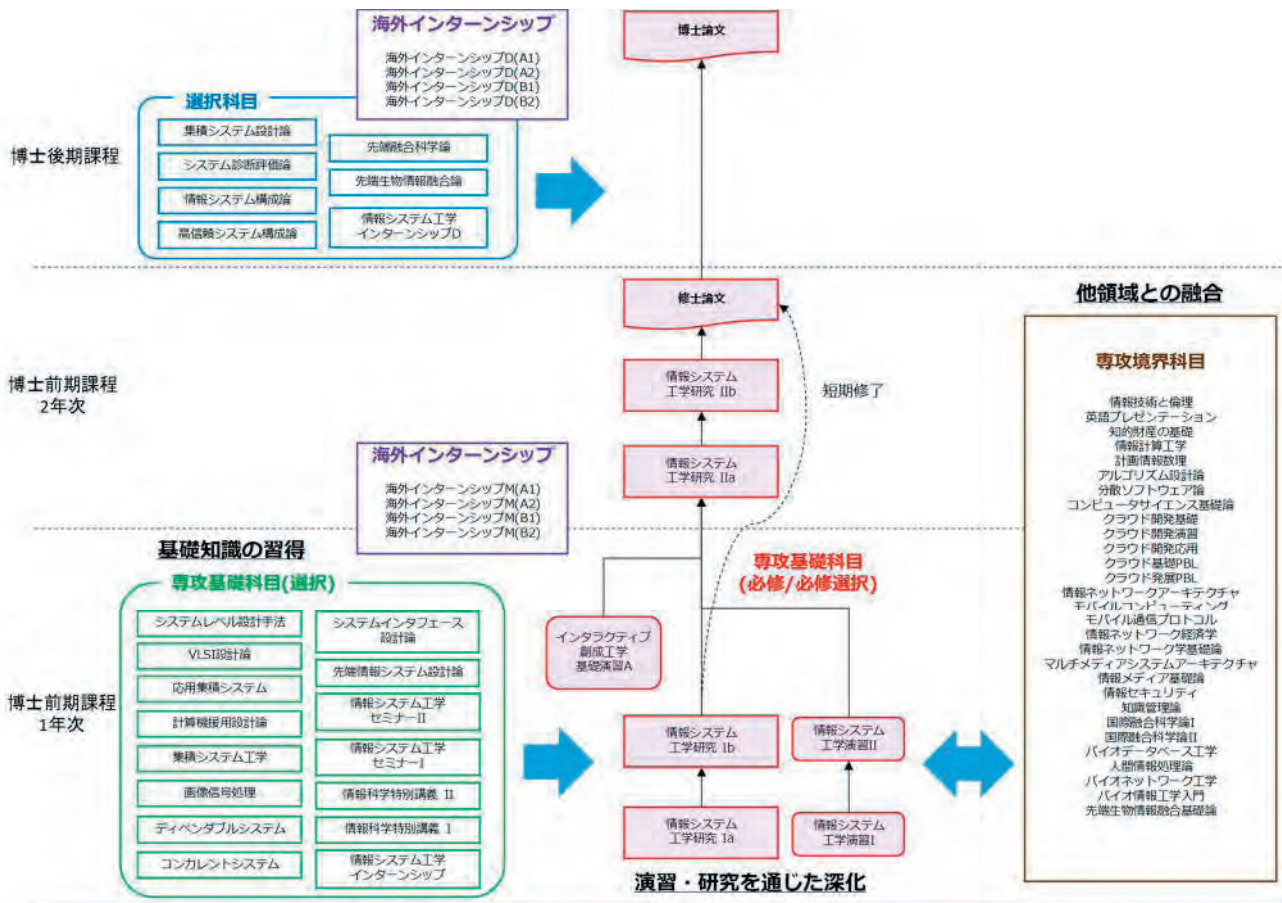 海外インターンシップ
海外インターンシップD(A1)
海外インターンシップD(A2)
海外インターンシップD(B1)
海外インターンシップD(B2)
博士論文
博士後期課程
選択科目
集積システム設計論
システム診断評価論
情報システム構成論
高信頼システム構成論
先端融合科学論
先端生物情報融合論
情報システム工学
インターンシップD
修士論文
他領域との融合
博士前期課程
2年次
情報システム
工学研究 IIb
短期修了
情報システム
工学研究 IIa
海外インターンシップ
海外インターンシップM(A1)
海外インターンシップM(A2)
海外インターンシップM(B1)
海外インターンシップM(B2)
専攻境界科目
情報技術と倫理
英語プレゼンテーション
知的財産の基礎
情報計算工学
計画情報数理
アルゴリズム設計論
分散ソフトウェア論
コンピュータサイエンス基礎論
クラウド開発基礎
クラウド開発演習
クラウド開発応用
クラウド基礎PBL
クラウド発展PBL
情報ネットワークアーキテクチャ
モバイルコンピューティング
モバイル通信プロトコル
情報ネットワーク経済学
情報ネットワーク学基礎論
マルチメディアシステムアーキテクチャ
情報メディア基礎論
情報セキュリティ
知識管理論
国際融合科学論I
国際融合科学論II
バイオデータベース工学
人間情報処理論
バイオネットワーク工学
バイオ情報工学入門
先端生物情報融合基礎論
基礎知識の習得
専攻基礎科目(選択)
博士前期課程
1年次
システムレベル設計手法
VLSI設計論
応用集積システム
計算機援用設計論
集積システム工学
画像信号処理
ディペンダブルシステム
コンカレントシステム
システムインタフェース
設計論
先端情報システム設計論
情報システム工学
セミナーII
情報システム工学
セミナーI
情報科学特別講義 II
情報科学特別講義 I
情報システム工学
インターンシップ
専攻基礎科目
(必修/必修選択)
インタラクティブ
創成工学
基礎演習A
情報システム
工学研究 Ib
情報システム
工学演習II
情報システム
工学研究 Ia
情報システム
工学演習I
演習・研究を通じた深化